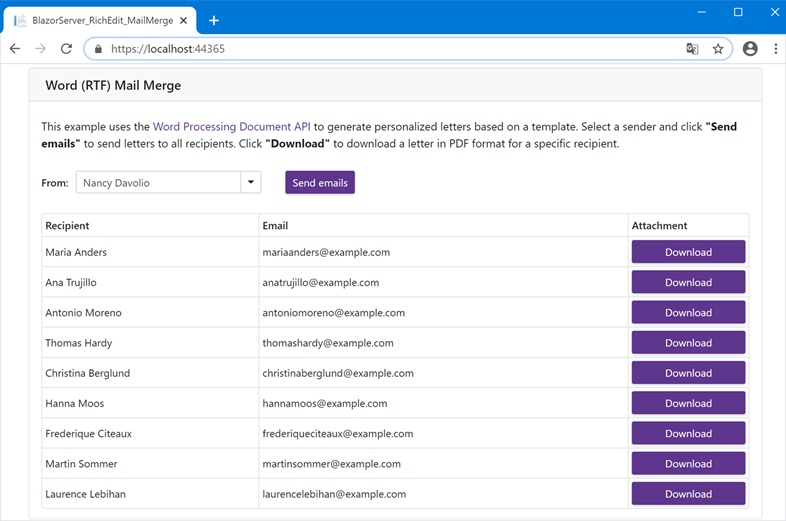 BlazorServer_RichEdit_MailMerge
https://localhost:44365
Word (RTF) Mail Merge
This example uses the Word Processing Document API to generate personalized letters based on a template. Select a sender and click "Send
emails" to send letters to all recipients. Click "Download" to download a letter in PDF format for a specific recipient.
From: Nancy Davolio Send emails
Recipient Email Attachment
Maria Anders mariaanders@example.com Download
Ana Trujillo anatrujillo@example.com Download
Antonio Moreno antoniomoreno@example.com Download
Thomas Hardy thomashardy@example.com Download
Christina Berglund christinaberglund@example.com Download
Hanna Moos hannamoos@example.com Download
Frederique Citeaux frederiqueciteaux@example.com Download
Martin Sommer martinsommer@example.com Download
Laurence Lebihan laurencelebihan@example.com Download